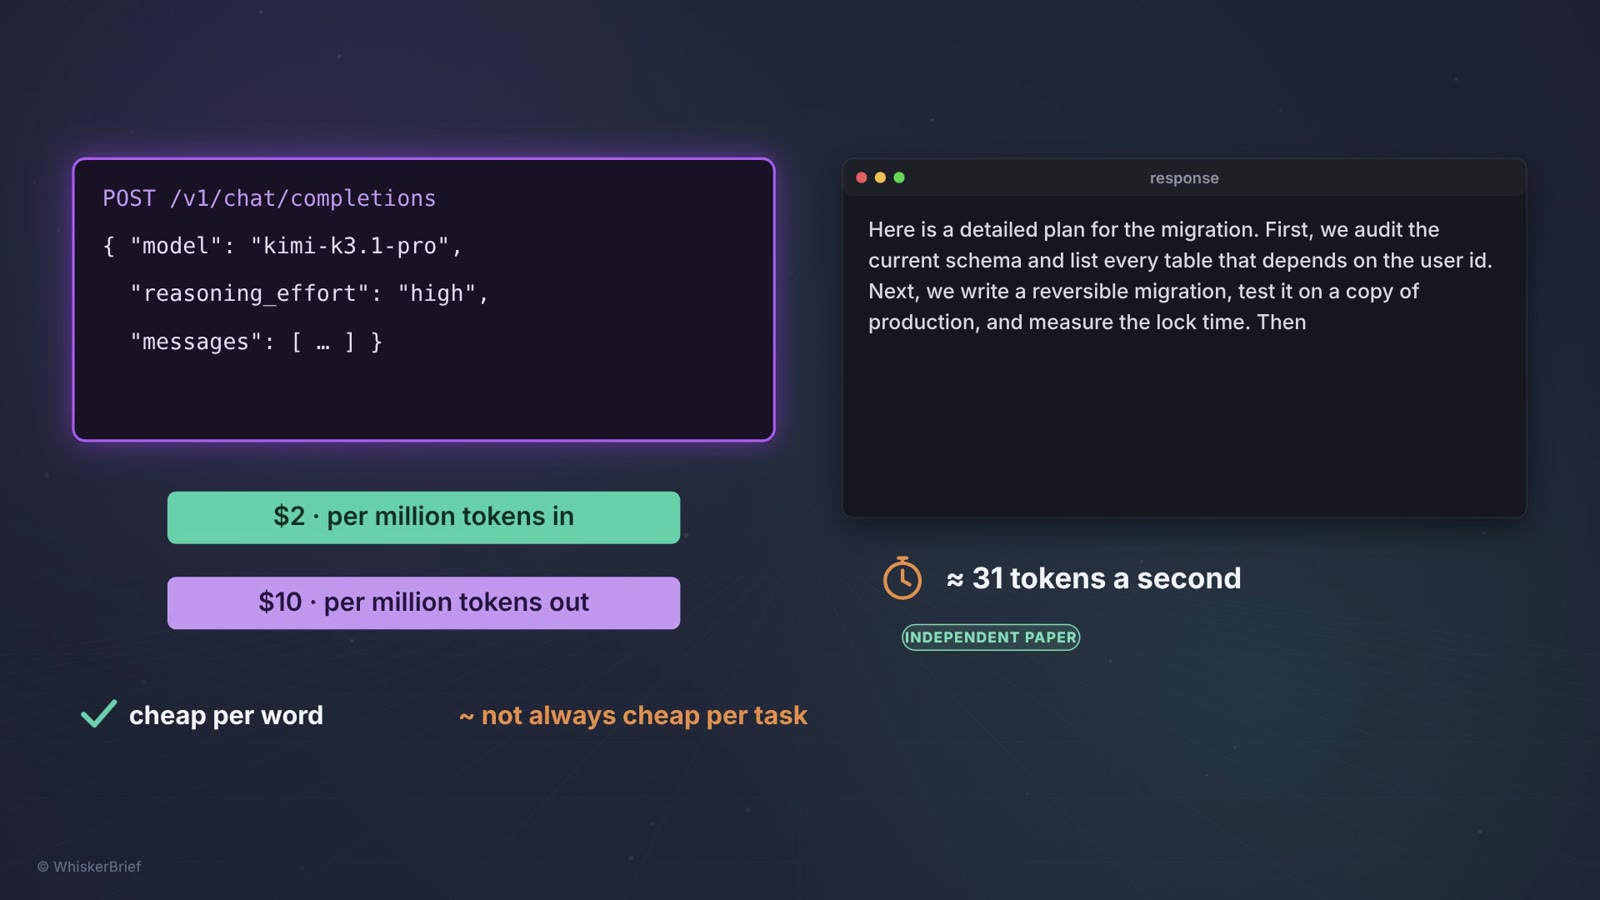 POST /v1/chat/completions
{ "model": "kimi-k3.1-pro",
"reasoning_effort": "high",
"messages": [ … ] }
$2 · per million tokens in
$10 · per million tokens out
✓ cheap per word
~ not always cheap per task
response
Here is a detailed plan for the migration. First, we audit the
current schema and list every table that depends on the user id.
Next, we write a reversible migration, test it on a copy of
production, and measure the lock time. Then
≈ 31 tokens a second
INDEPENDENT PAPER
© WhiskerBrief